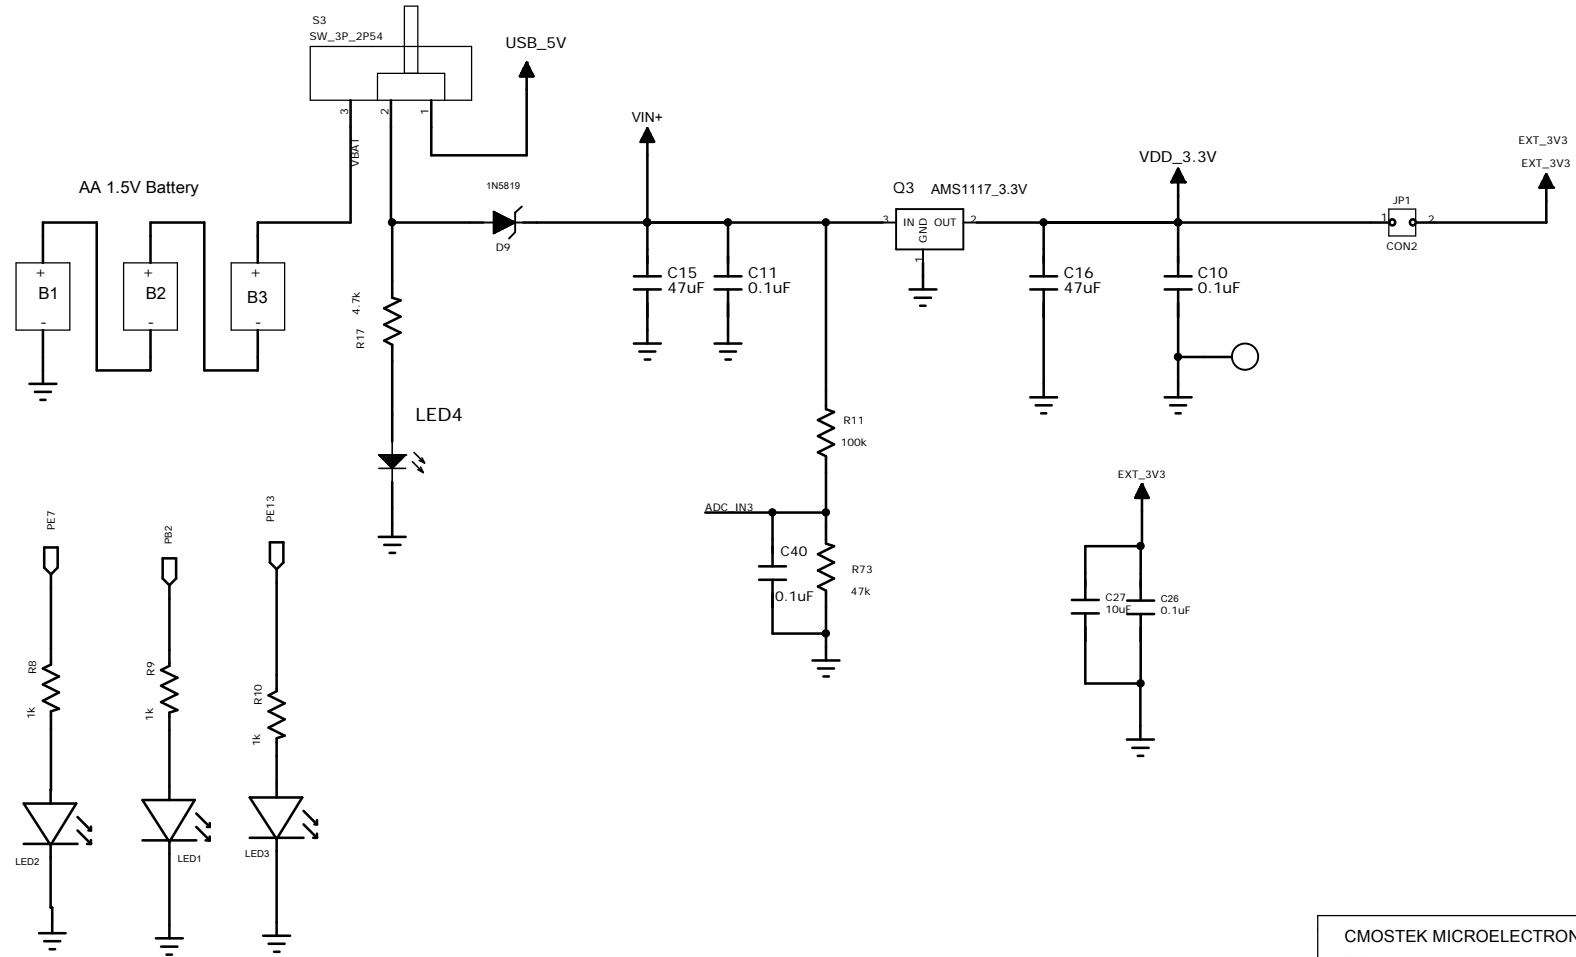 S3
SW_3P_2P54
USB_5V
3
2
1
VBAT
VIN+
EXT_3V3
EXT_3V3
VDD_3.3V
AA 1.5V Battery
1N5819
D9
Q3 AMS1117_3.3V
3 IN OUT 2
GND
1
JP1
1 2
CON2
+
B1
-
+
B2
-
+
B3
-
4.7k
R17
C15
47uF
C11
0.1uF
C16
47uF
C10
0.1uF
LED4
R11
100k
EXT_3V3
ADC_IN3
C40
0.1uF
R73
47k
C27
10uF
C26
0.1uF
PE7
PB2
PE13
R8
1k
R9
1k
R10
1k
LED2
LED1
LED3
CMOSTEK MICROELECTRON